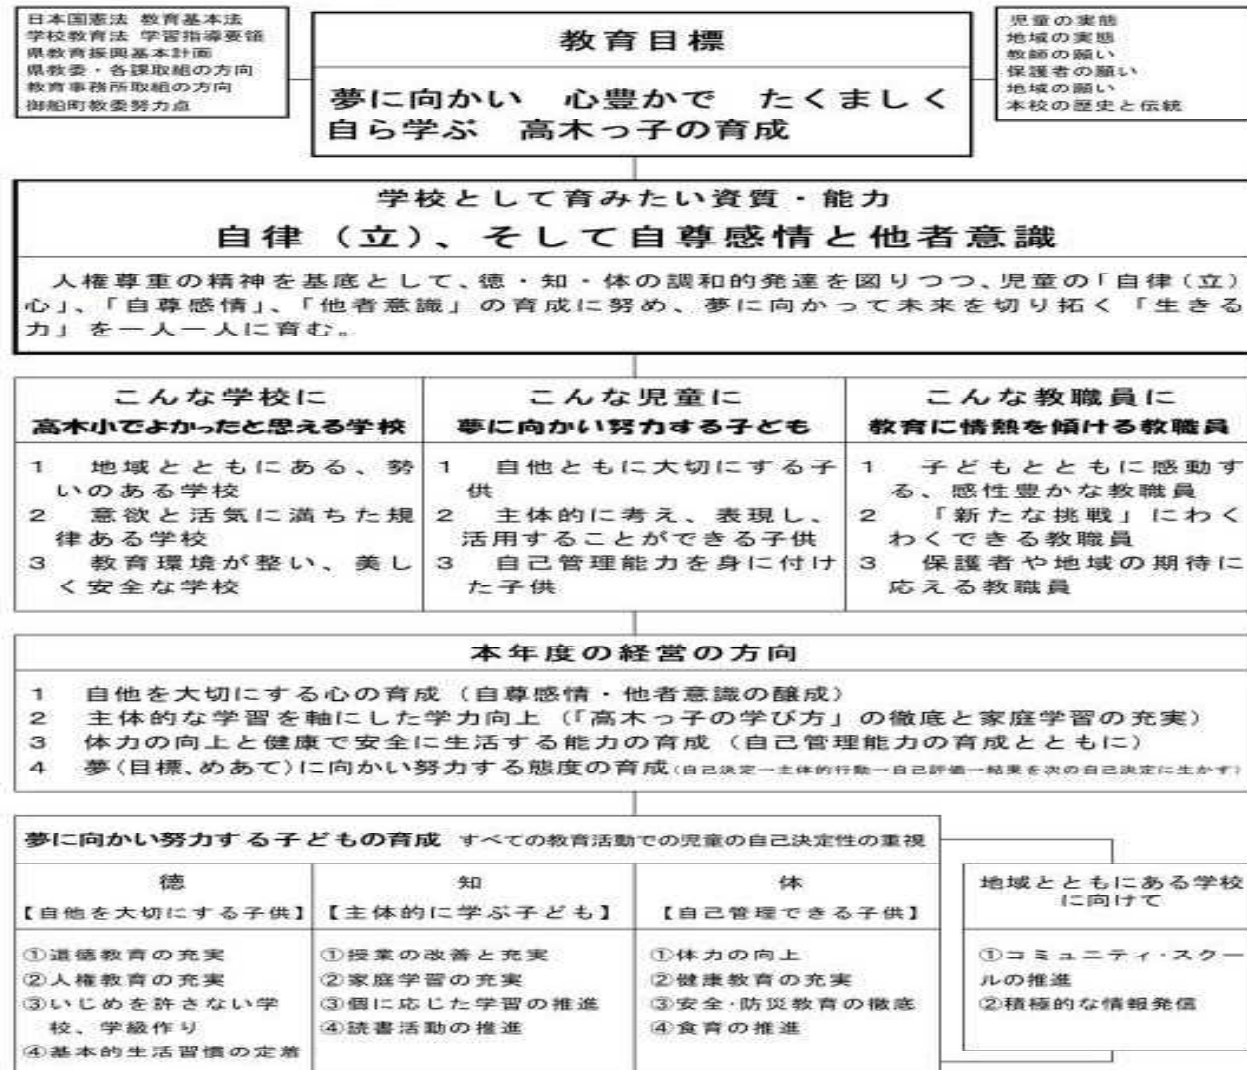 日本国憲法 教育基本法
学校教育法 学習指導要領
県教育振興基本計画
県教委・各課取組の方向
教育事務所取組の方向
御船町教委努力点
教育目標
夢に向かい 心豊かで たくましく
自ら学ぶ 高木っ子の育成
児童の実態
地域の実態
教師の願い
保護者の願い
地域の願い
本校の歴史と伝統
学校として育みたい資質・能力
自律（立）、そして自尊感情と他者意識
人権尊重の精神を基底として、徳・知・体の調和的発達を図りつつ、児童の「自律（立）
心」、「自尊感情」、「他者意識」の育成に努め、夢に向かって未来を切り拓く「生きる
力」を一人一人に育む。
こんな学校に
高木小でよかったと思える学校
1 地域とともにある、勢
いのある学校
2 意欲と活気に満ちた規
律ある学校
3 教育環境が整い、美し
く安全な学校
こんな児童に
夢に向かい努力する子ども
1 自他ともに大切にする子
供
2 主体的に考え、表現し、
活用することができる子供
3 自己管理能力を身に付け
た子供
こんな教職員に
教育に情熱を傾ける教職員
1 子どもとともに感動す
る、感性豊かな教職員
2 「新たな挑戦」にわく
わくできる教職員
3 保護者や地域の期待に
応える教職員
本年度の経営の方向
1 自他を大切にする心の育成（自尊感情・他者意識の醸成）
2 主体的な学習を軸にした学力向上（「高木っ子の学び方」の徹底と家庭学習の充実）
3 体力の向上と健康で安全に生活する能力の育成（自己管理能力の育成とともに）
4 夢(目標、めあて)に向かい努力する態度の育成(自己決定－主体的行動－自己評価－結果を次の自己決定に生かす)
夢に向かい努力する子どもの育成 すべての教育活動での児童の自己決定性の重視
徳
【自他を大切にする子供】
①道徳教育の充実
②人権教育の充実
③いじめを許さない学
校、学級作り
④基本的生活習慣の定着
知
【主体的に学ぶ子ども】
①授業の改善と充実
②家庭学習の充実
③個に応じた学習の推進
④読書活動の推進
体
【自己管理できる子供】
①体力の向上
②健康教育の充実
③安全・防災教育の徹底
④食育の推進
地域とともにある学校
に向けて
①コミュニティ・スクー
ルの推進
②積極的な情報発信